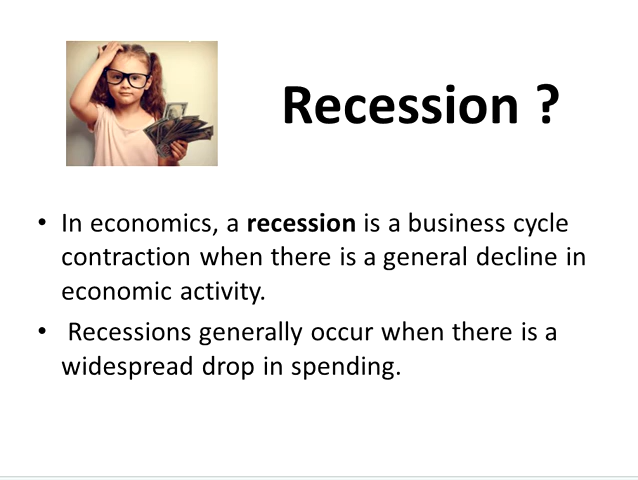 Recession ?
• In economics, a recession is a business cycle
contraction when there is a general decline in
economic activity.
• Recessions generally occur when there is a
widespread drop in spending.